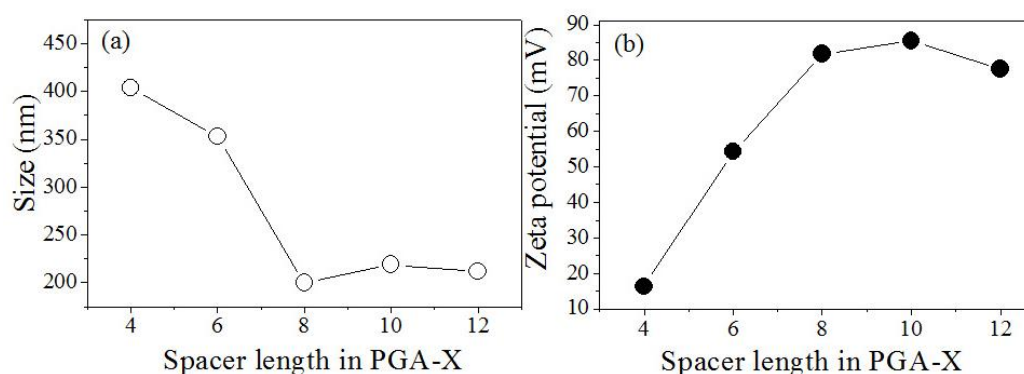 (a)
450
400
350
300
250
200
Size (nm)
4 6 8 10 12
Spacer length in PGA-X
(b)
90
80
70
60
50
40
30
20
10
Zeta potential (mV)
4 6 8 10 12
Spacer length in PGA-X